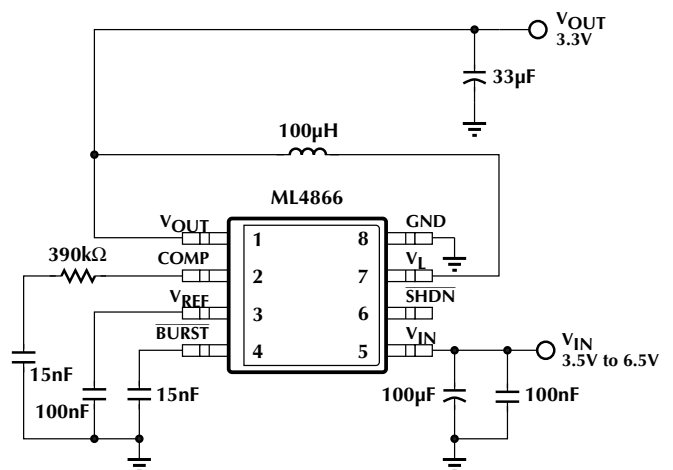 VOUT
3.3V
33µF
100µH
ML4866
VOUT 1 8 GND
390kΩ COMP 2 7 VL
VREF 3 6 SHDN
BURST 4 5 VIN
VIN
3.5V to 6.5V
15nF
100nF
15nF
100µF
100nF